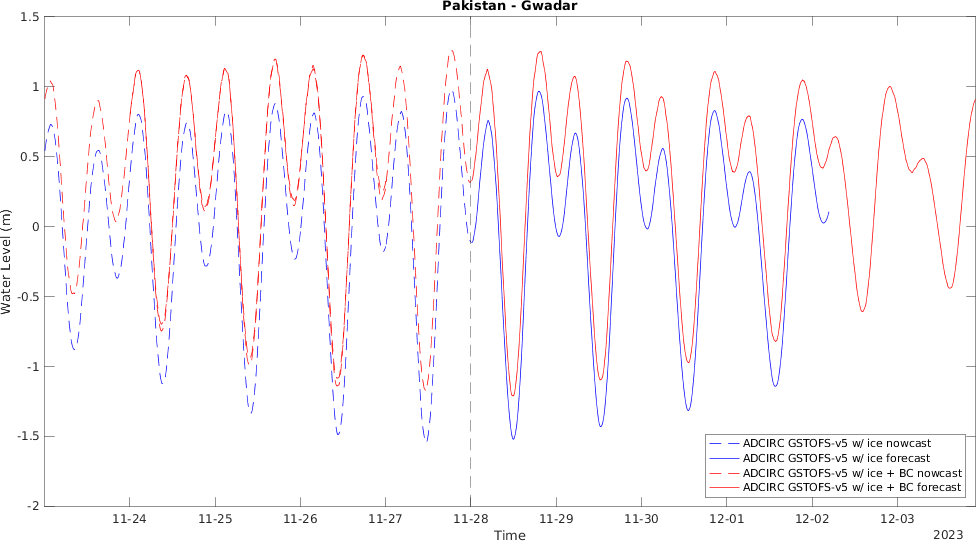 Pakistan - Gwadar
1.5
1
0.5
0
-0.5
-1
-1.5
-2
Water Level (m)
11-24
11-25
11-26
11-27
11-28
11-29
11-30
12-01
12-02
12-03
Time
2023
ADCIRC GSTOFS-v5 w/ ice nowcast
ADCIRC GSTOFS-v5 w/ ice forecast
ADCIRC GSTOFS-v5 w/ ice + BC nowcast
ADCIRC GSTOFS-v5 w/ ice + BC forecast